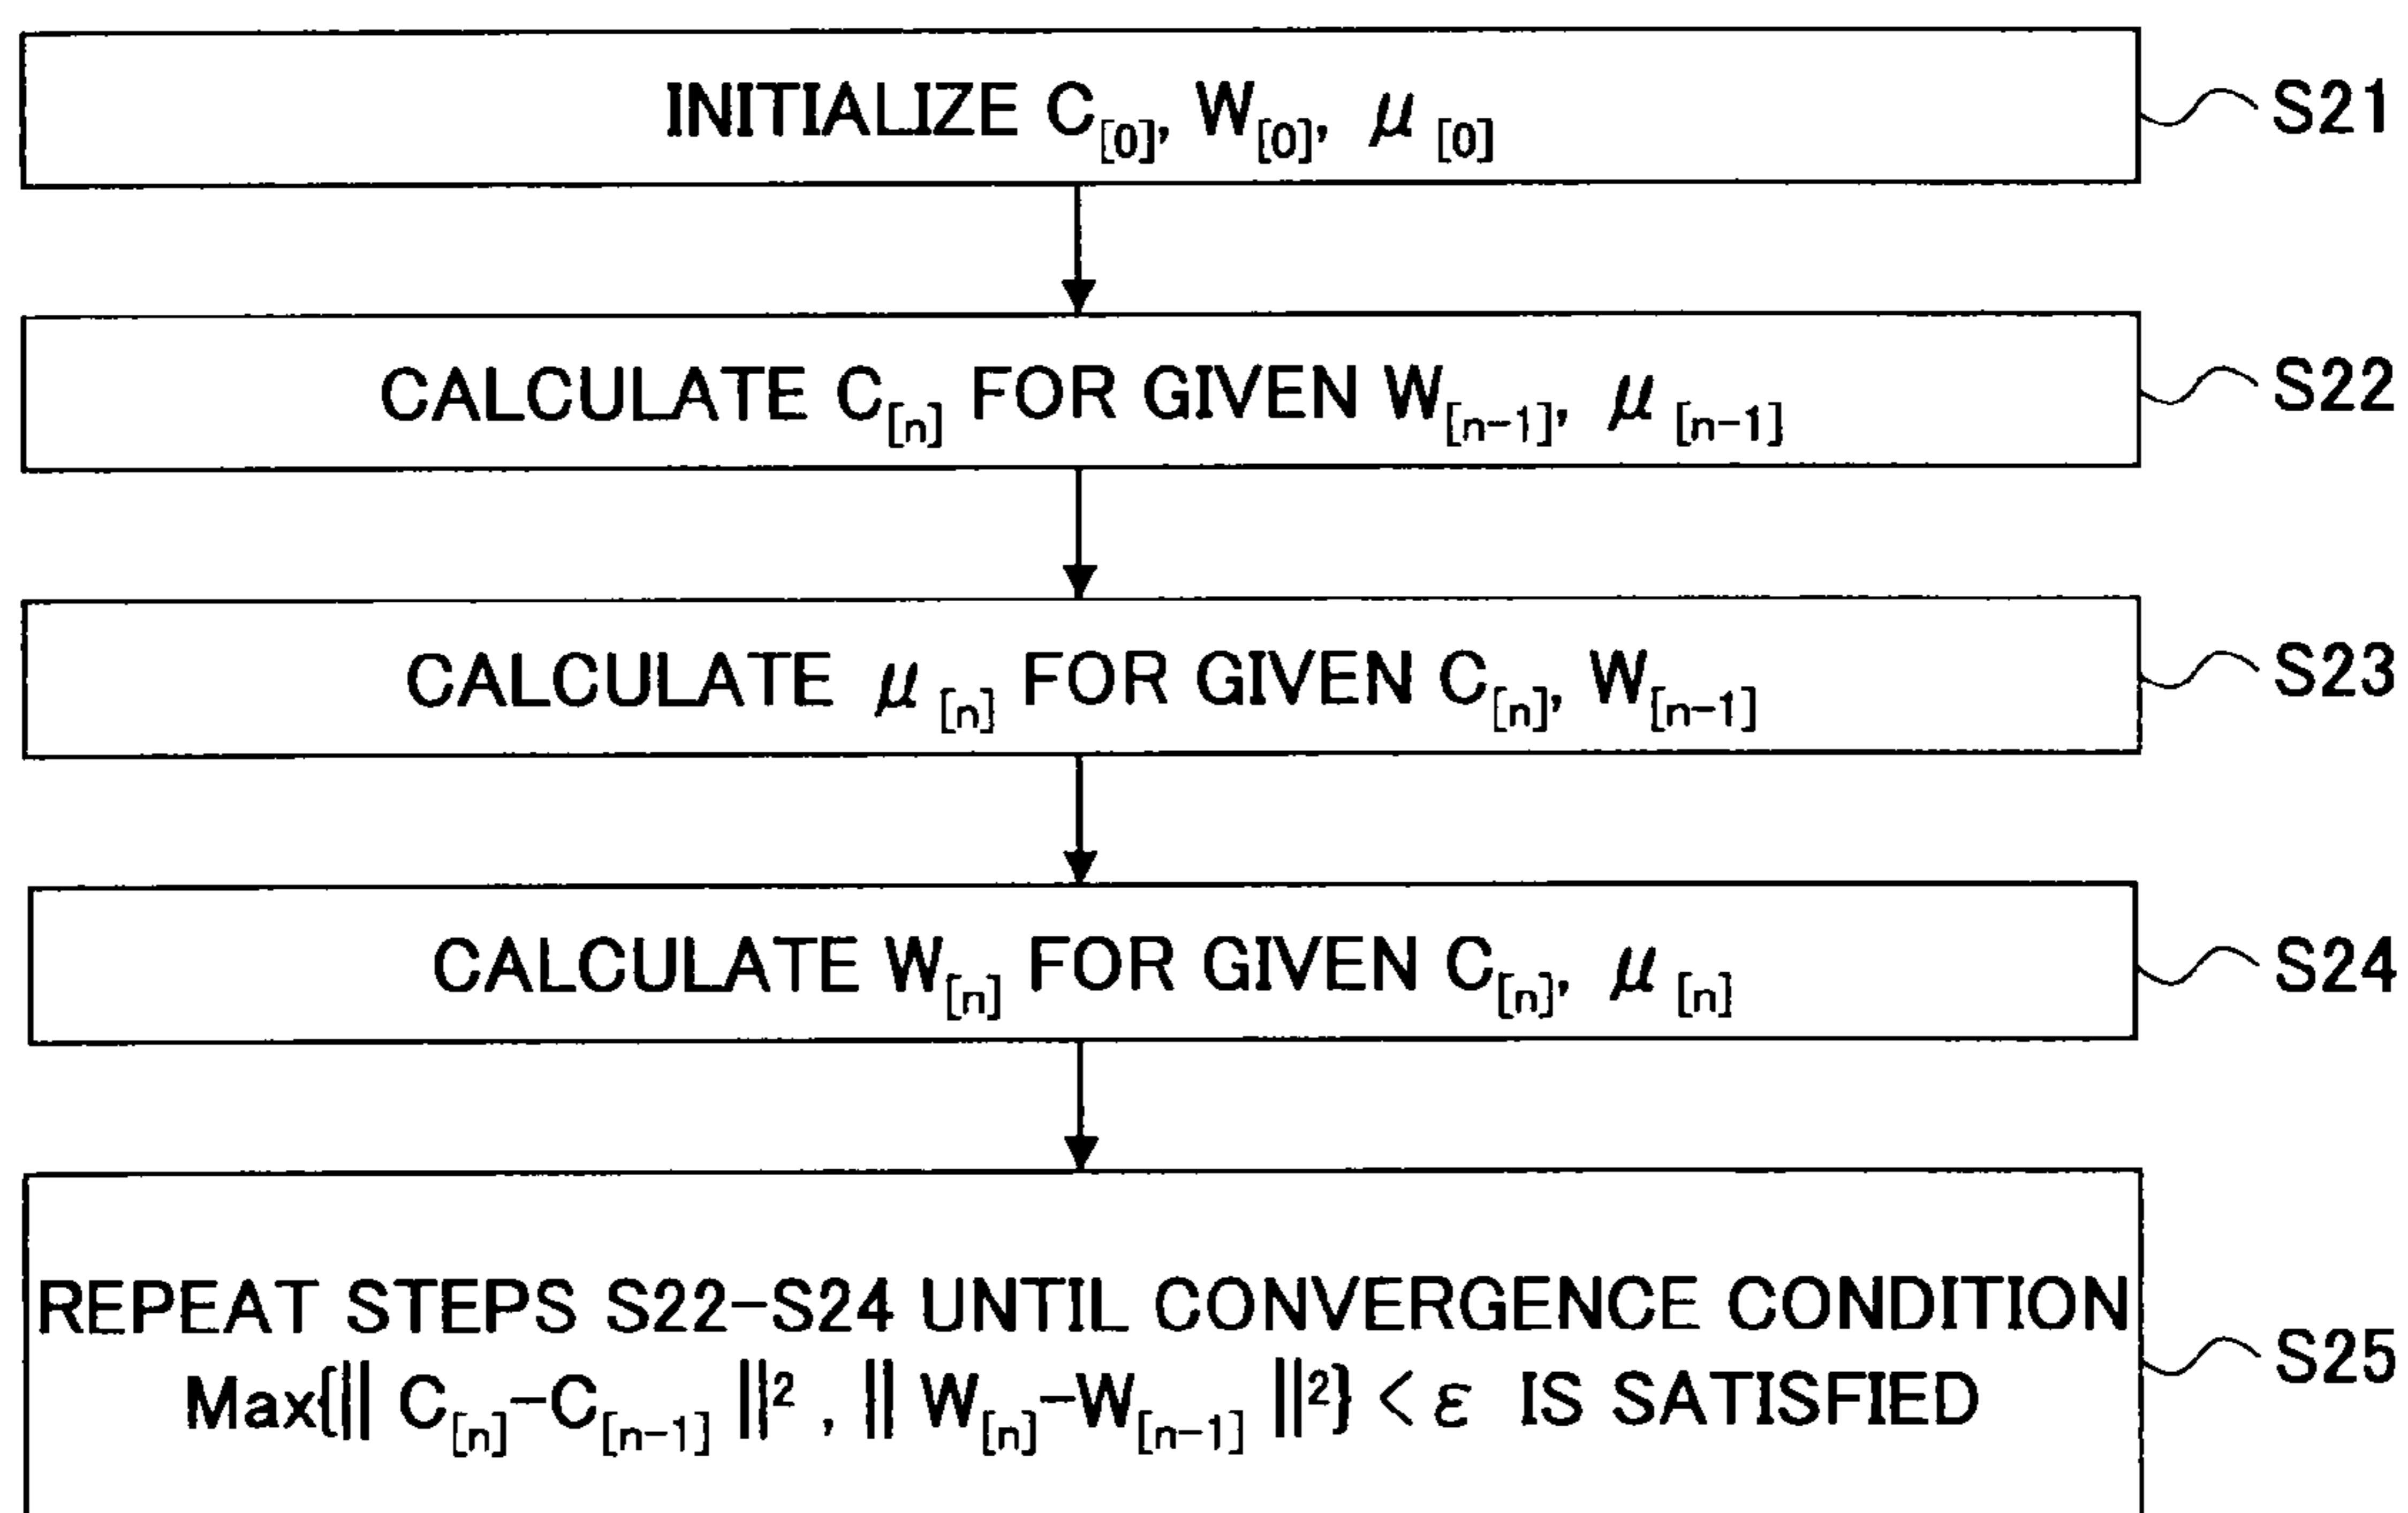 INITIALIZE C[0], W[0], μ[0]
S21
CALCULATE C[n] FOR GIVEN W[n-1], μ[n-1]
S22
CALCULATE μ[n] FOR GIVEN C[n], W[n-1]
S23
CALCULATE W[n] FOR GIVEN C[n], μ[n]
S24
REPEAT STEPS S22-S24 UNTIL CONVERGENCE CONDITION
Max{|| C[n]-C[n-1] ||², || W[n]-W[n-1] ||²} < ε IS SATISFIED
S25